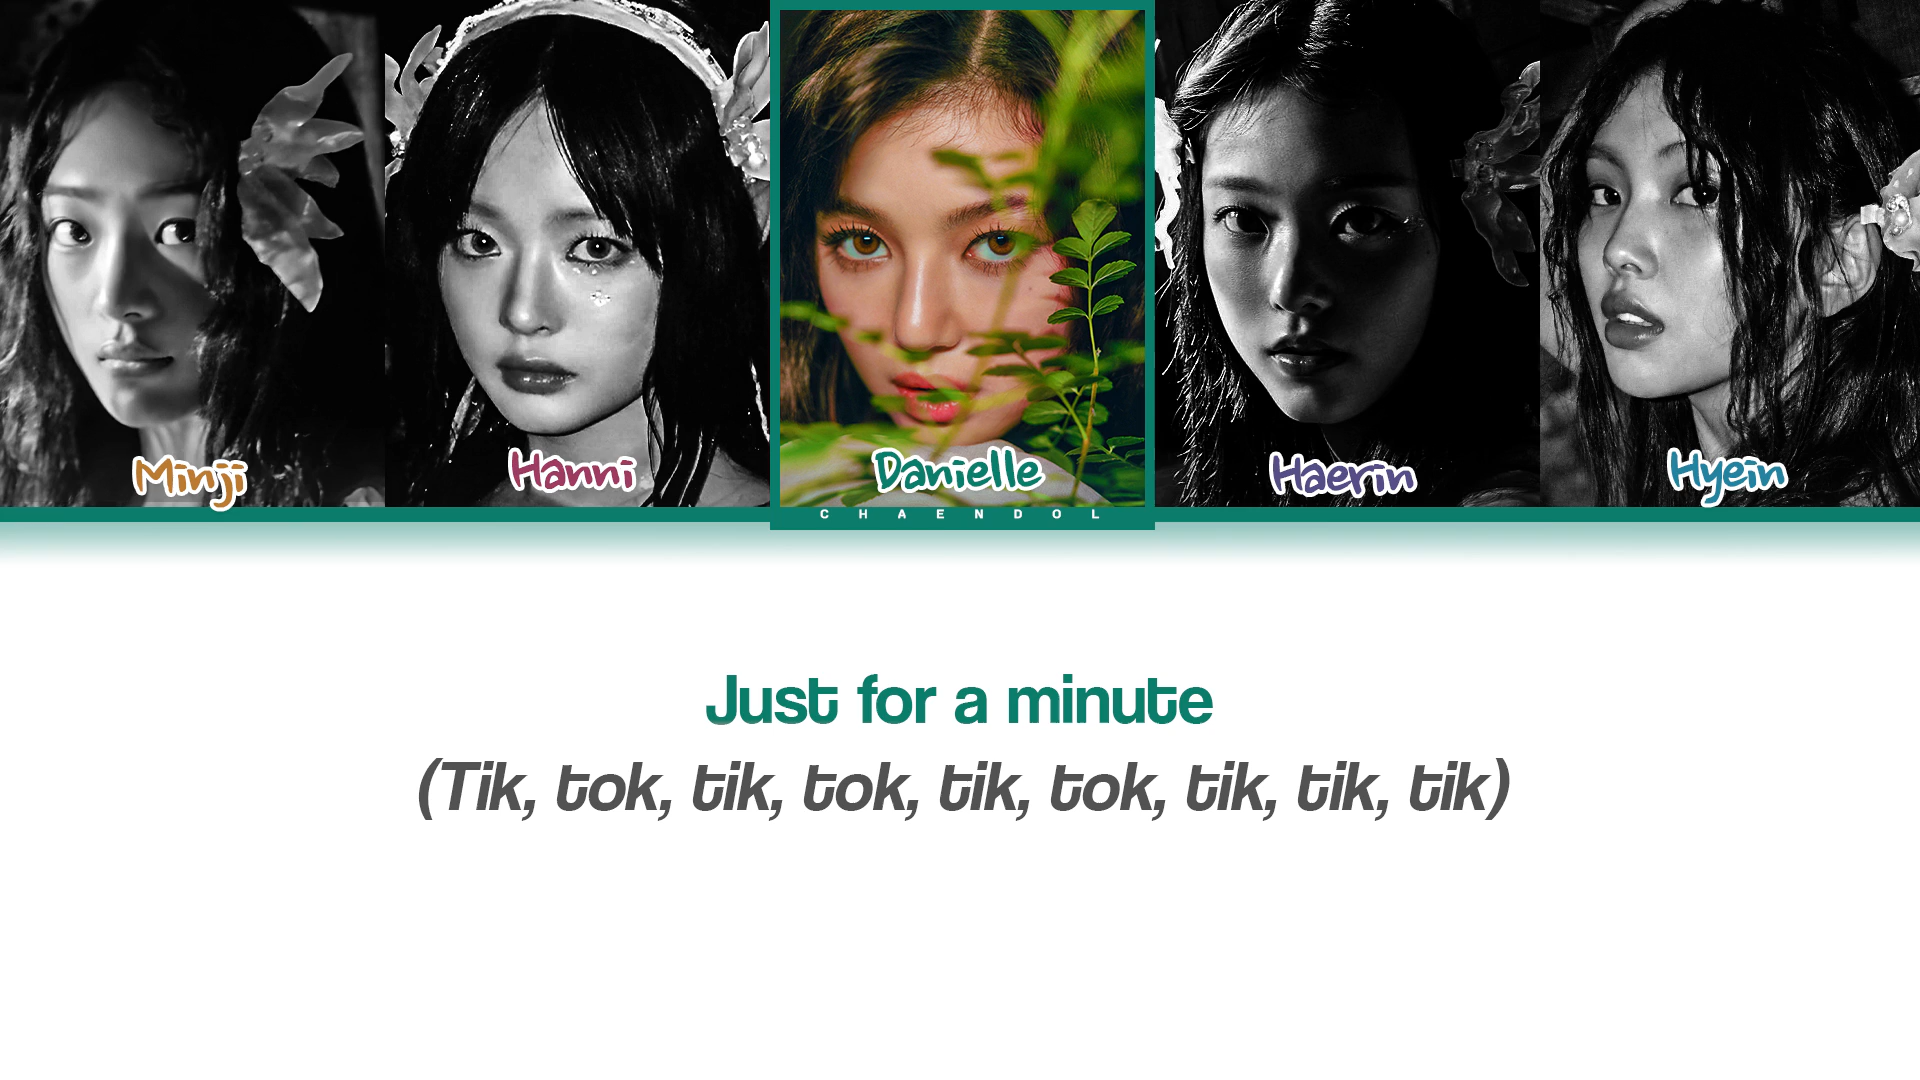 Minji
Hanni
Danielle
Haerin
Hyein
CHAENDOL
Just for a minute
(Tik, tok, tik, tok, tik, tok, tik, tik, tik)